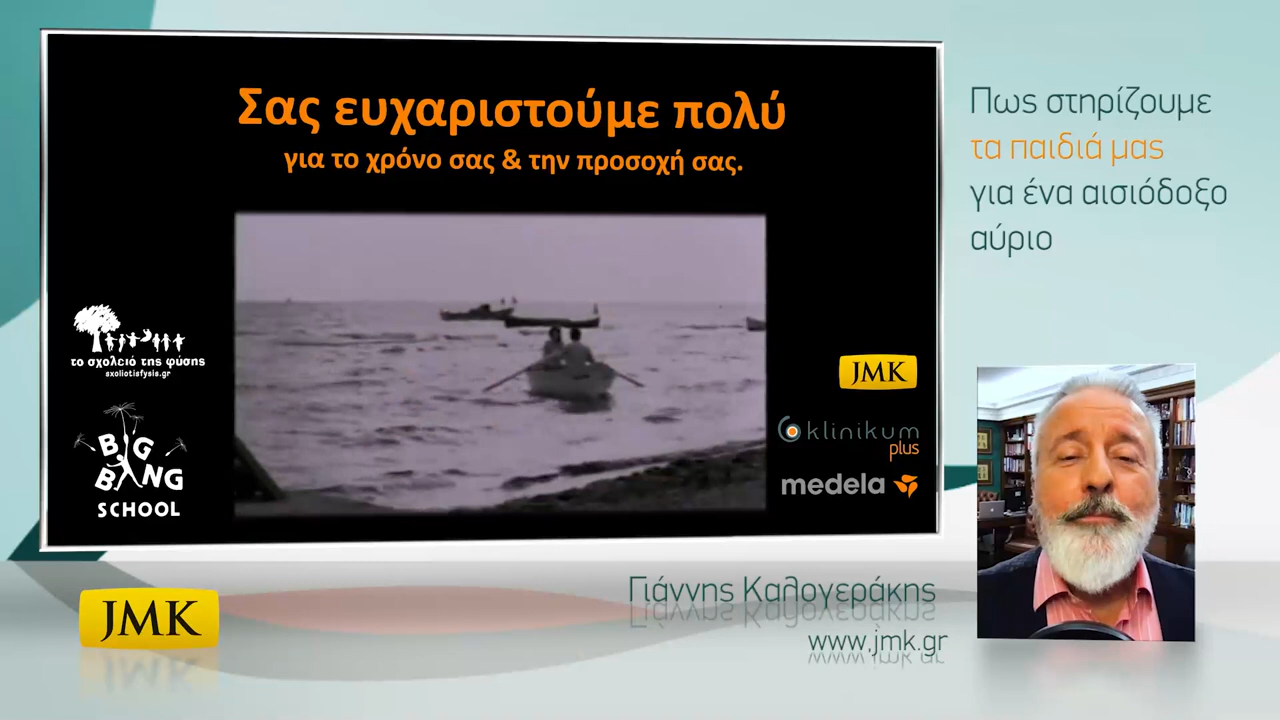 Σας ευχαριστούμε πολύ
για το χρόνο σας & την προσοχή σας.
το σχολειό της φύσης
sxoliotisfysis.gr
BIG
BANG
SCHOOL
JMK
klinikum
plus
medela
Πως στηρίζουμε
τα παιδιά μας
για ένα αισιόδοξο
αύριο
JMK
Γιάννης Καλογεράκης
www.jmk.gr